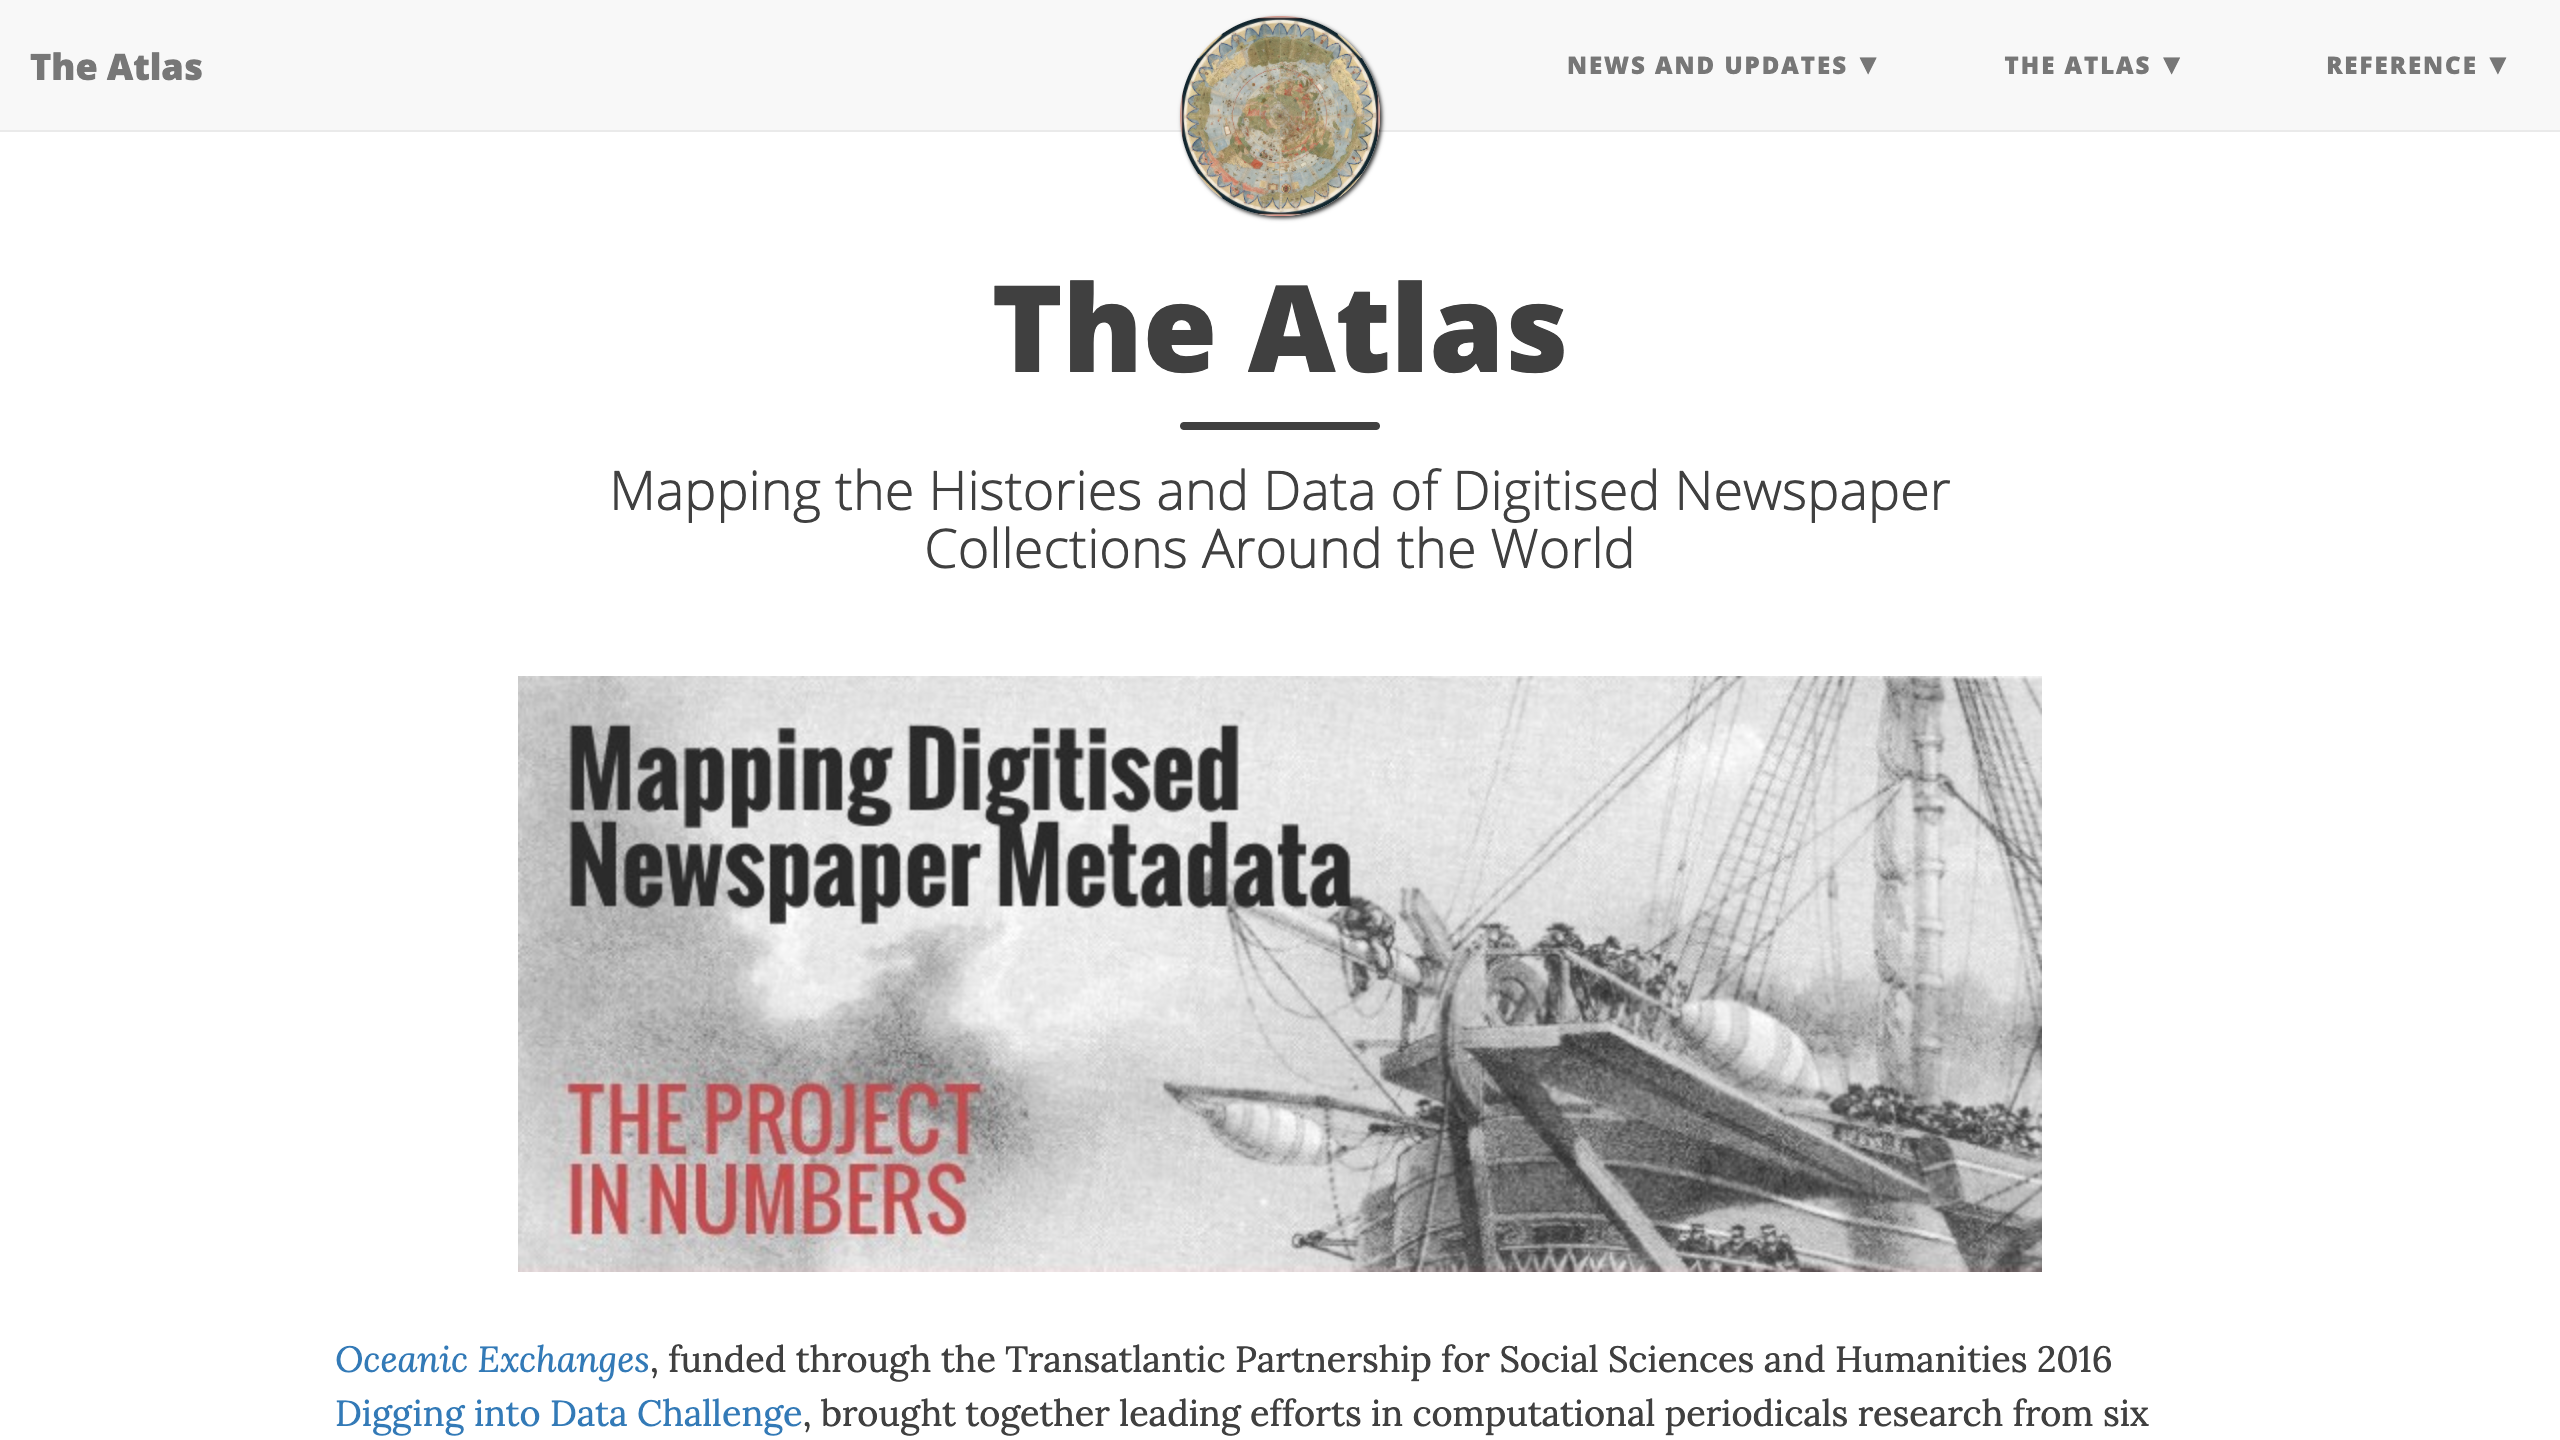 The Atlas
NEWS AND UPDATES ▼
THE ATLAS ▼
REFERENCE ▼
The Atlas
Mapping the Histories and Data of Digitised Newspaper
Collections Around the World
Mapping Digitised
Newspaper Metadata
THE PROJECT
IN NUMBERS
Oceanic Exchanges, funded through the Transatlantic Partnership for Social Sciences and Humanities 2016
Digging into Data Challenge, brought together leading efforts in computational periodicals research from six